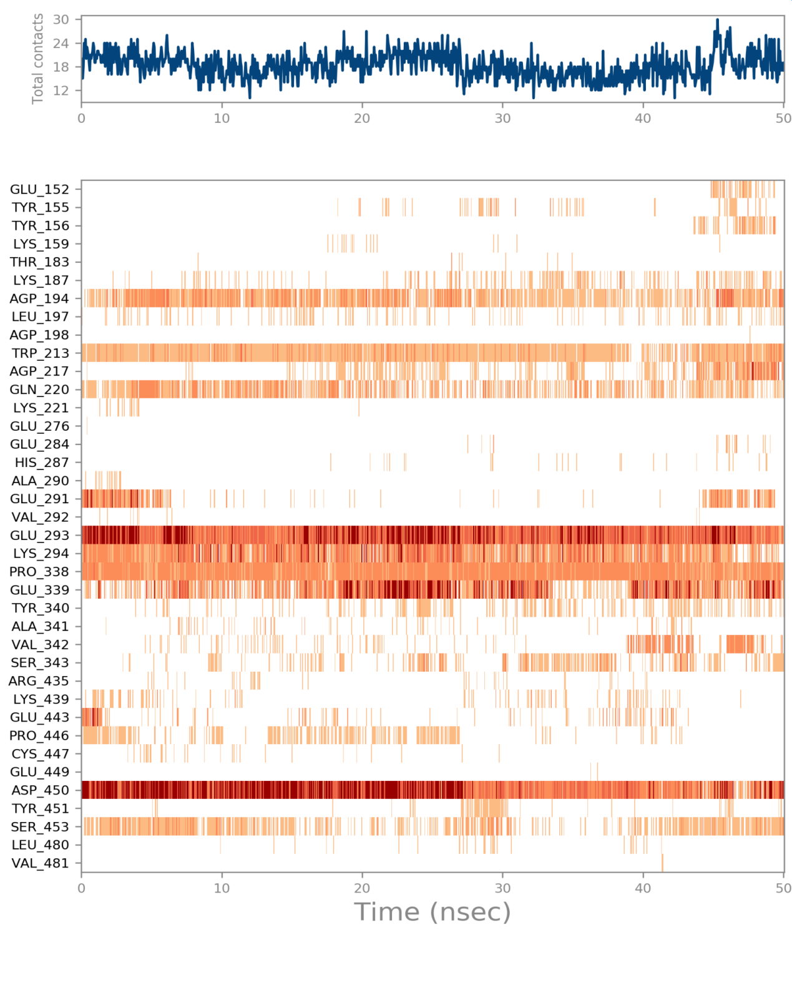 Total contacts
30
24
18
12
0 10 20 30 40 50
GLU_152
TYR_155
TYR_156
LYS_159
THR_183
LYS_187
AGP_194
LEU_197
AGP_198
TRP_213
AGP_217
GLN_220
LYS_221
GLU_276
GLU_284
HIS_287
ALA_290
GLU_291
VAL_292
GLU_293
LYS_294
PRO_338
GLU_339
TYR_340
ALA_341
VAL_342
SER_343
ARG_435
LYS_439
GLU_443
PRO_446
CYS_447
GLU_449
ASP_450
TYR_451
SER_453
LEU_480
VAL_481
0 10 20 30 40 50
Time (nsec)